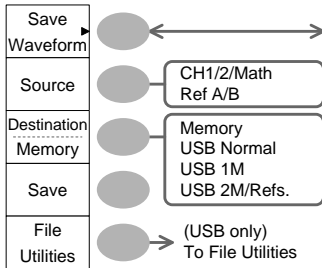 Save
Waveform
Source
CH1/2/Math
Ref A/B
Destination
Memory
Memory
USB Normal
USB 1M
USB 2M/Refs.
Save
File
Utilities
(USB only)
To File Utilities